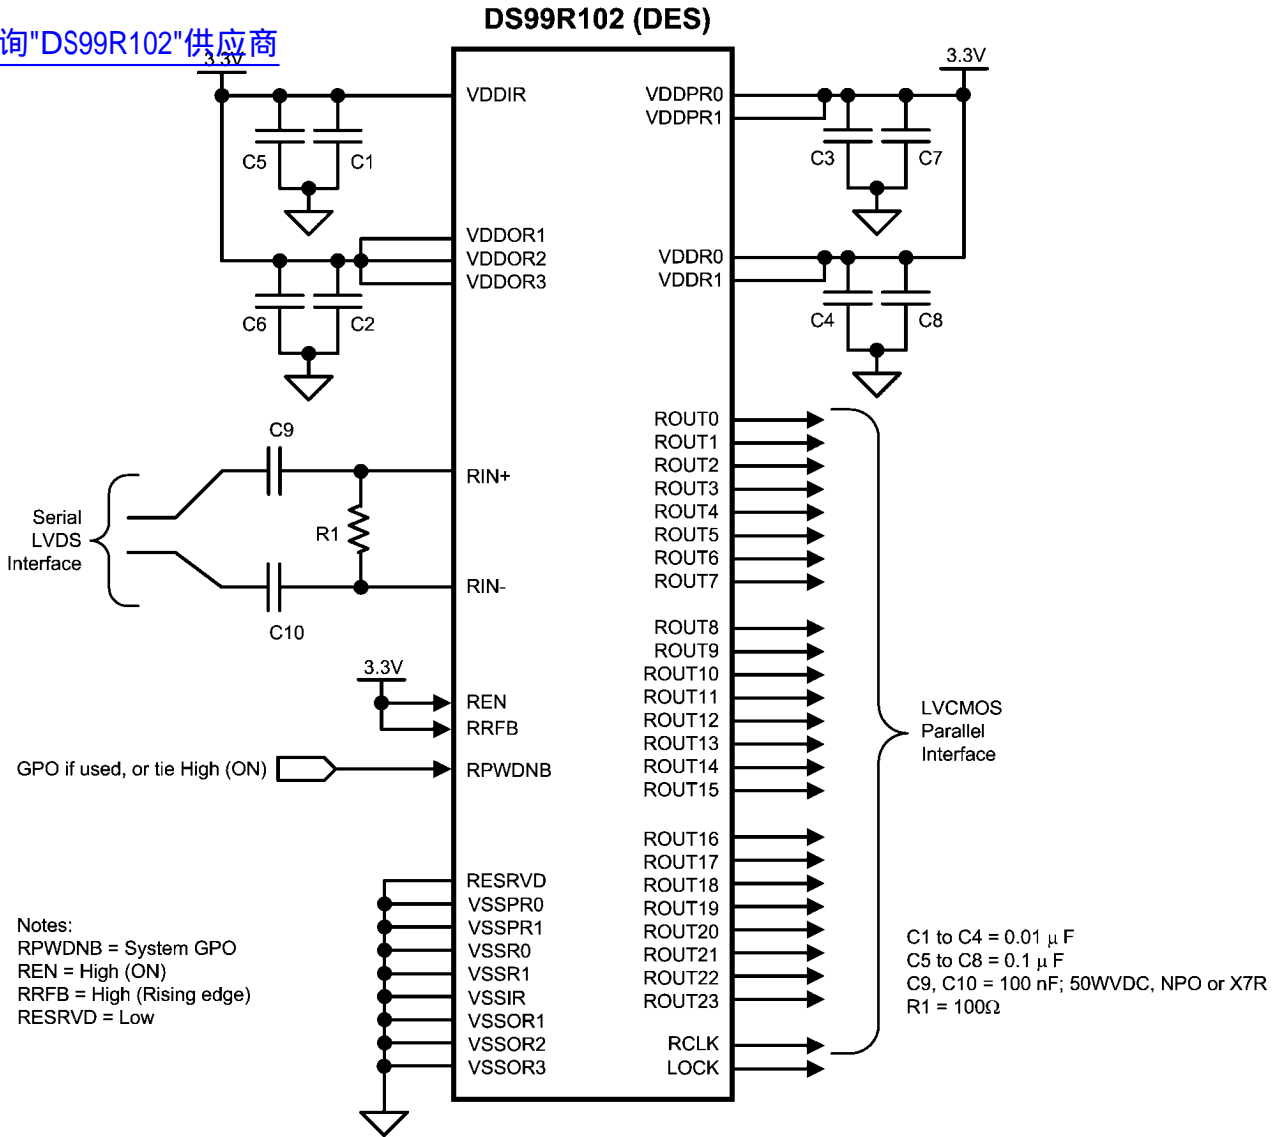 DS99R102 (DES)
询"DS99R102"供应商
3.3V
3.3V
VDDIR
VDDPR0
VDDPR1
C5
C1
C3
C7
VDDOR1
VDDOR2
VDDOR3
VDDR0
VDDR1
C6
C2
C4
C8
C9
RIN+
Serial
LVDS
Interface
R1
RIN-
C10
3.3V
REN
RRFB
GPO if used, or tie High (ON)
RPWDNB
RESRVD
VSSPR0
VSSPR1
VSSR0
VSSR1
VSSIR
VSSOR1
VSSOR2
VSSOR3
ROUT0
ROUT1
ROUT2
ROUT3
ROUT4
ROUT5
ROUT6
ROUT7
ROUT8
ROUT9
ROUT10
ROUT11
ROUT12
ROUT13
ROUT14
ROUT15
ROUT16
ROUT17
ROUT18
ROUT19
ROUT20
ROUT21
ROUT22
ROUT23
RCLK
LOCK
LVCMOS
Parallel
Interface
Notes:
RPWDNB = System GPO
REN = High (ON)
RRFB = High (Rising edge)
RESRVD = Low
C1 to C4 = 0.01 μ F
C5 to C8 = 0.1 μ F
C9, C10 = 100 nF; 50WVDC, NPO or X7R
R1 = 100Ω